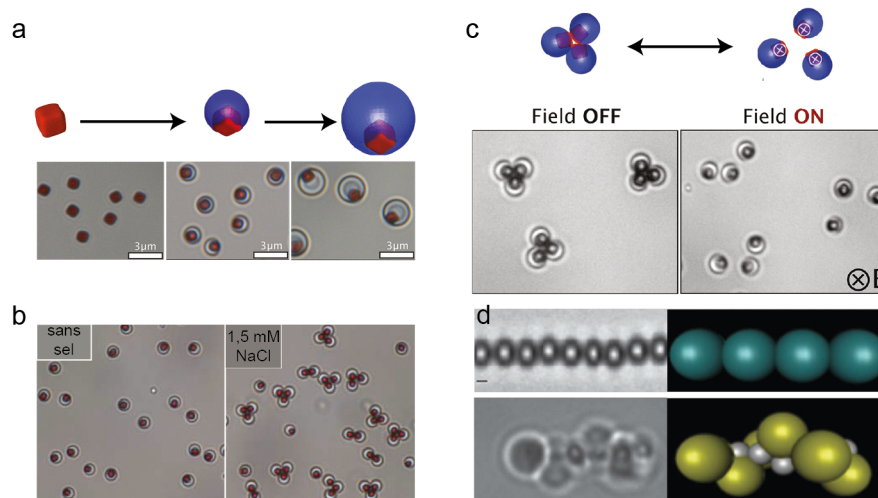 a
3μm
3μm
3μm
b
sans
sel
1,5 mM
NaCl
c
Field OFF
Field ON
⊗B
d